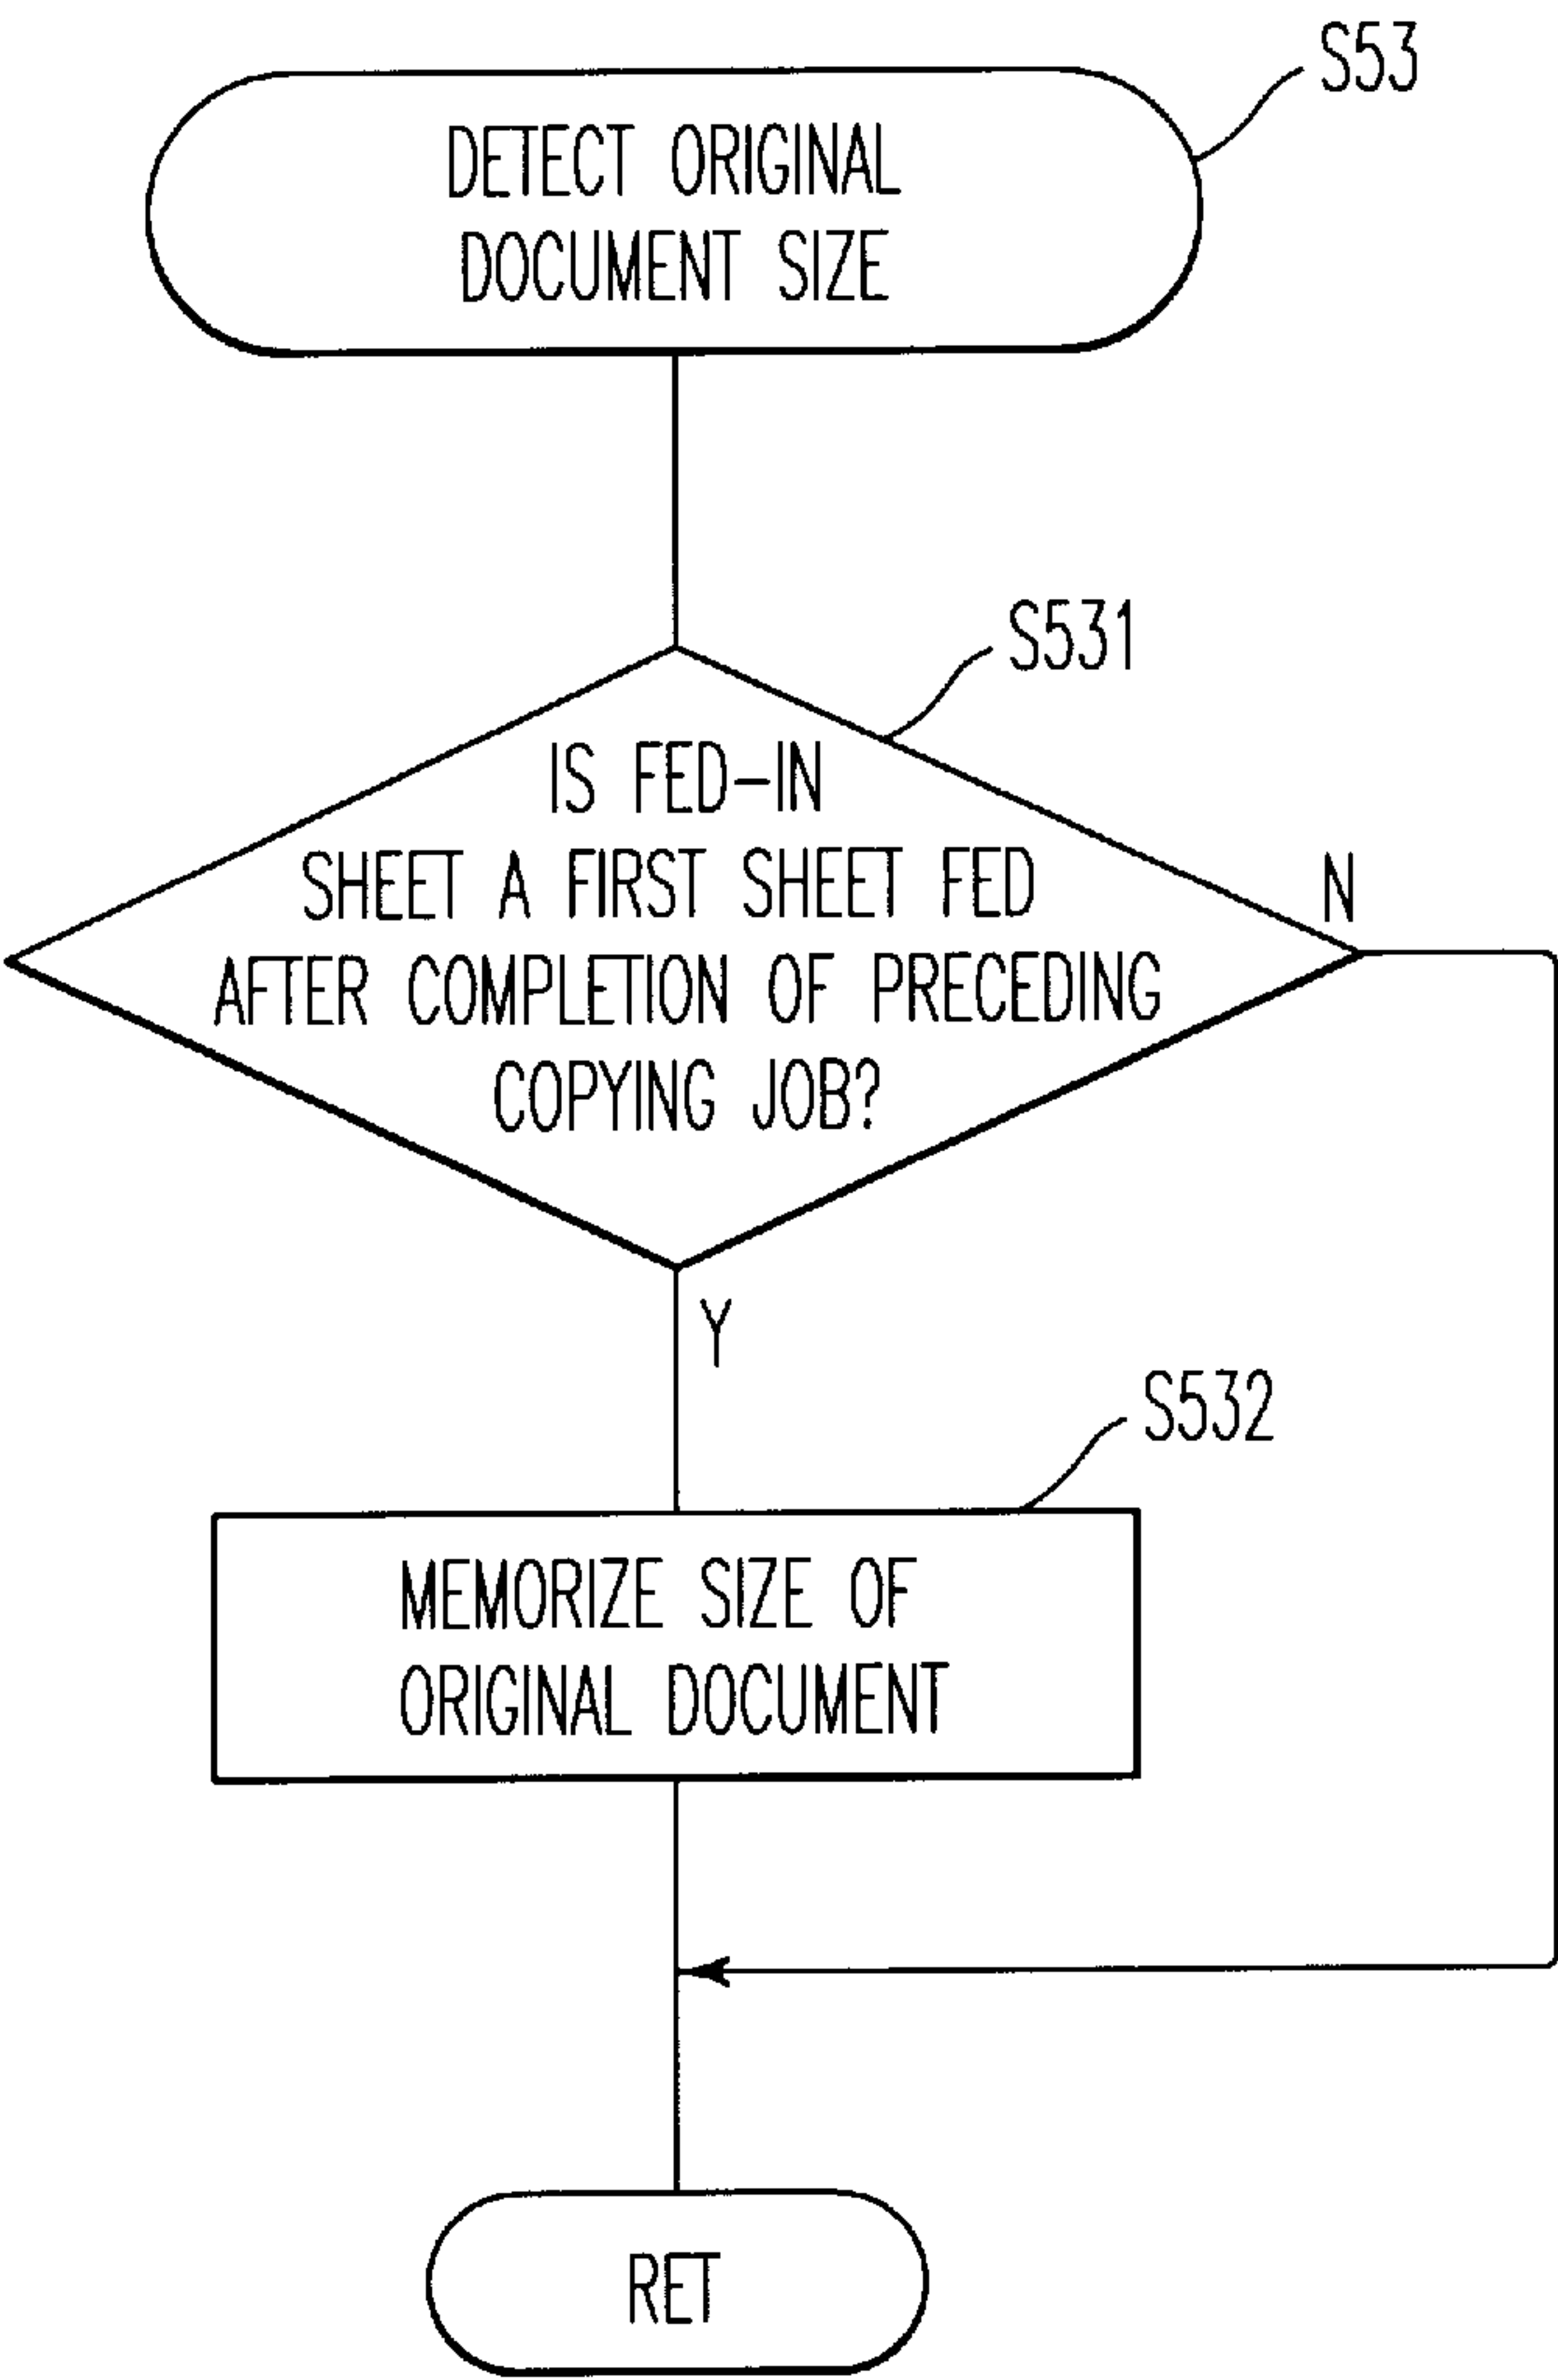 S53
DETECT ORIGINAL
DOCUMENT SIZE
S531
IS FED-IN
SHEET A FIRST SHEET FED
AFTER COMPLETION OF PRECEDING
COPYING JOB?
N
Y
S532
MEMORIZE SIZE OF
ORIGINAL DOCUMENT
RET